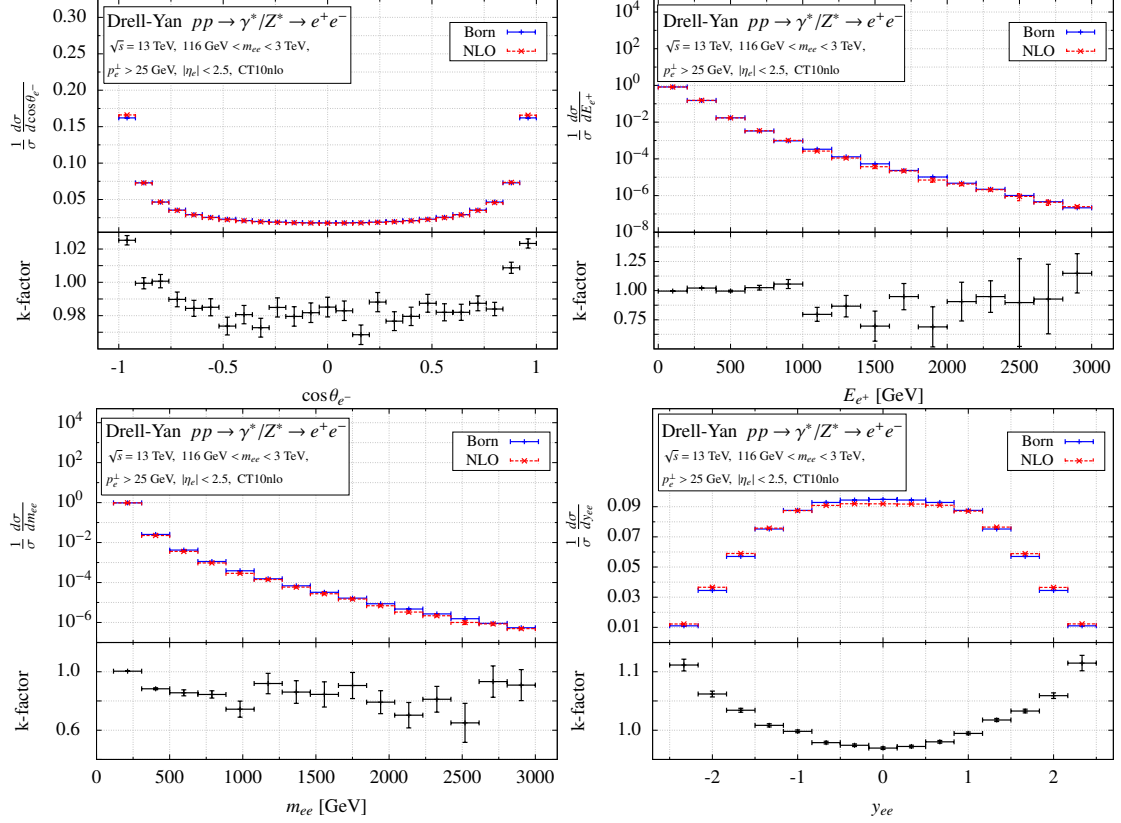 Drell-Yan pp → γ*/Z* → e⁺e⁻
√s = 13 TeV, 116 GeV < mₑₑ < 3 TeV,
pₑ^⊥ > 25 GeV, |ηₑ| < 2.5, CT10nlo
Born
NLO
1/σ dσ/dcosθ_e⁻
0.30
0.25
0.20
0.15
0.10
0.05
k-factor
1.02
1.00
0.98
-1 -0.5 0 0.5 1
cosθ_e⁻
Drell-Yan pp → γ*/Z* → e⁺e⁻
√s = 13 TeV, 116 GeV < mₑₑ < 3 TeV,
pₑ^⊥ > 25 GeV, |ηₑ| < 2.5, CT10nlo
Born
NLO
1/σ dσ/dE_e⁺
10⁴
10²
10⁰
10⁻²
10⁻⁴
10⁻⁶
10⁻⁸
k-factor
1.25
1.00
0.75
0 500 1000 1500 2000 2500 3000
E_e⁺ [GeV]
Drell-Yan pp → γ*/Z* → e⁺e⁻
√s = 13 TeV, 116 GeV < mₑₑ < 3 TeV,
pₑ^⊥ > 25 GeV, |ηₑ| < 2.5, CT10nlo
Born
NLO
1/σ dσ/dmₑₑ
10⁴
10²
10⁰
10⁻²
10⁻⁴
10⁻⁶
k-factor
1.0
0.6
0 500 1000 1500 2000 2500 3000
mₑₑ [GeV]
Drell-Yan pp → γ*/Z* → e⁺e⁻
√s = 13 TeV, 116 GeV < mₑₑ < 3 TeV,
pₑ^⊥ > 25 GeV, |ηₑ| < 2.5, CT10nlo
Born
NLO
1/σ dσ/dyₑₑ
0.09
0.07
0.05
0.03
0.01
k-factor
1.1
1.0
-2 -1 0 1 2
yₑₑ